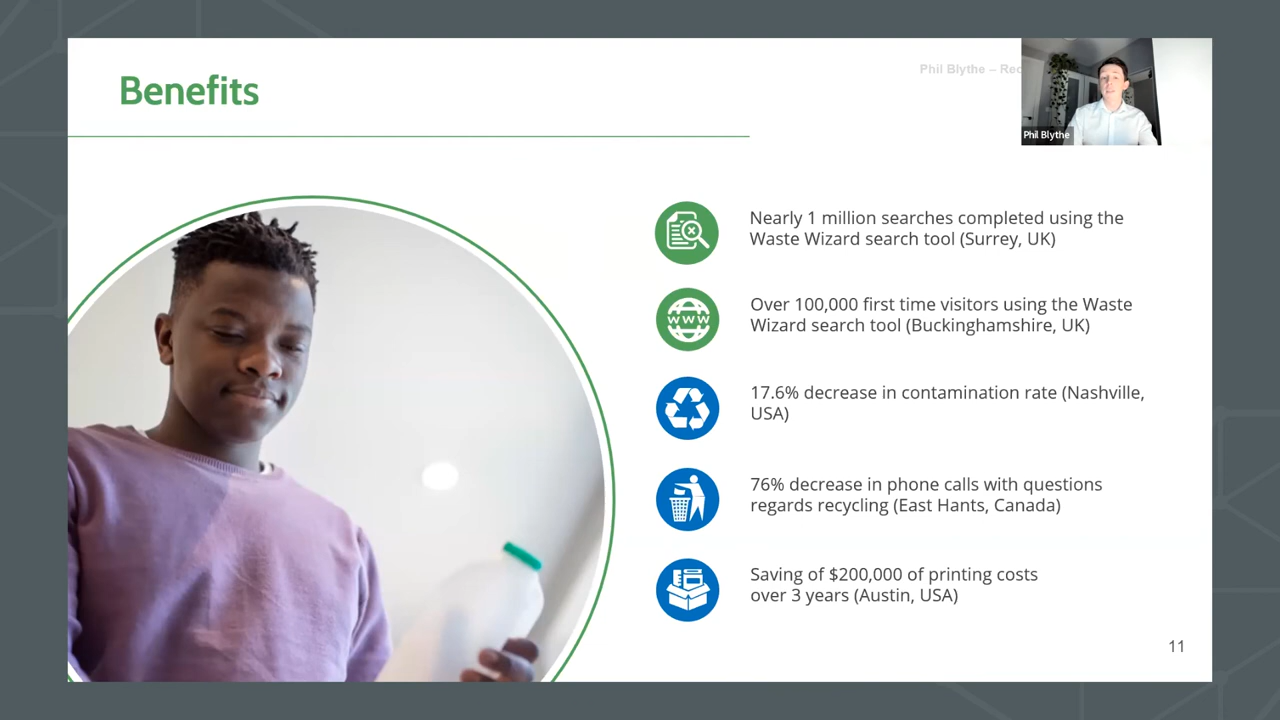 Benefits
Phil Blythe – Rec
Phil Blythe
Nearly 1 million searches completed using the
Waste Wizard search tool (Surrey, UK)
www
Over 100,000 first time visitors using the Waste
Wizard search tool (Buckinghamshire, UK)
17.6% decrease in contamination rate (Nashville,
USA)
76% decrease in phone calls with questions
regards recycling (East Hants, Canada)
Saving of $200,000 of printing costs
over 3 years (Austin, USA)
11